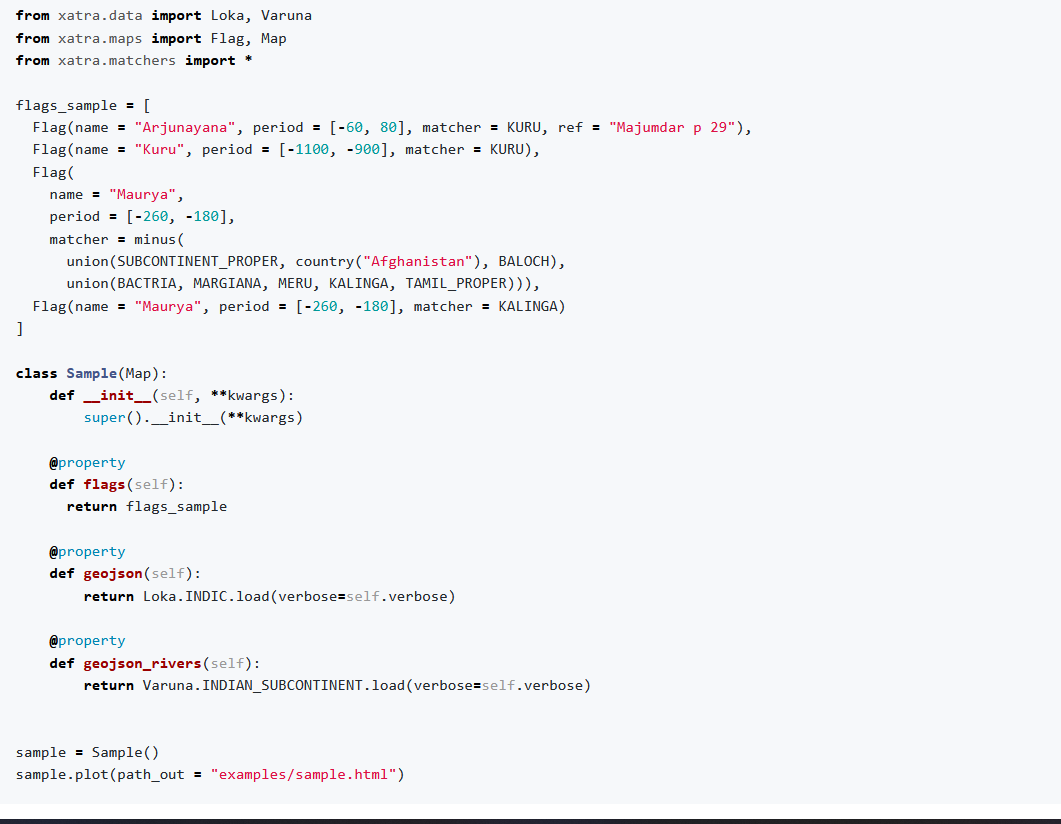 from xatra.data import Loka, Varuna
from xatra.maps import Flag, Map
from xatra.matchers import *

flags_sample = [
  Flag(name = "Arjunayana", period = [-60, 80], matcher = KURU, ref = "Majumdar p 29"),
  Flag(name = "Kuru", period = [-1100, -900], matcher = KURU),
  Flag(
    name = "Maurya",
    period = [-260, -180],
    matcher = minus(
      union(SUBCONTINENT_PROPER, country("Afghanistan"), BALOCH),
      union(BACTRIA, MARGIANA, MERU, KALINGA, TAMIL_PROPER))),
  Flag(name = "Maurya", period = [-260, -180], matcher = KALINGA)
]

class Sample(Map):
    def __init__(self, **kwargs):
        super().__init__(**kwargs)

    @property
    def flags(self):
      return flags_sample

    @property
    def geojson(self):
        return Loka.INDIC.load(verbose=self.verbose)

    @property
    def geojson_rivers(self):
        return Varuna.INDIAN_SUBCONTINENT.load(verbose=self.verbose)


sample = Sample()
sample.plot(path_out = "examples/sample.html")